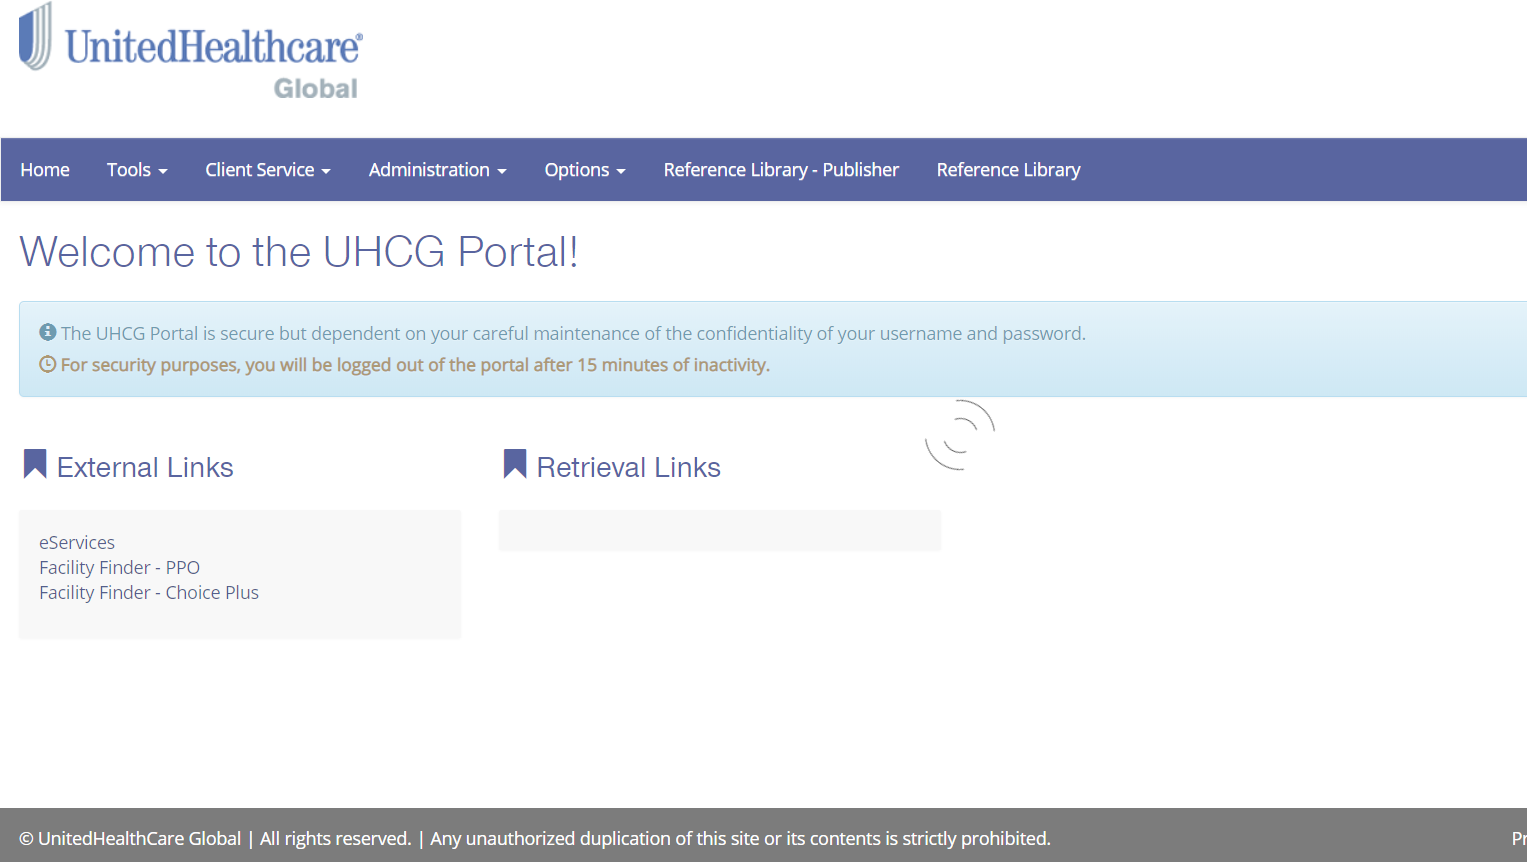 UnitedHealthcare®
Global
Home Tools Client Service Administration Options Reference Library - Publisher Reference Library
Welcome to the UHCG Portal!
The UHCG Portal is secure but dependent on your careful maintenance of the confidentiality of your username and password.
For security purposes, you will be logged out of the portal after 15 minutes of inactivity.
External Links
Retrieval Links
eServices
Facility Finder - PPO
Facility Finder - Choice Plus
© UnitedHealthCare Global | All rights reserved. | Any unauthorized duplication of this site or its contents is strictly prohibited.